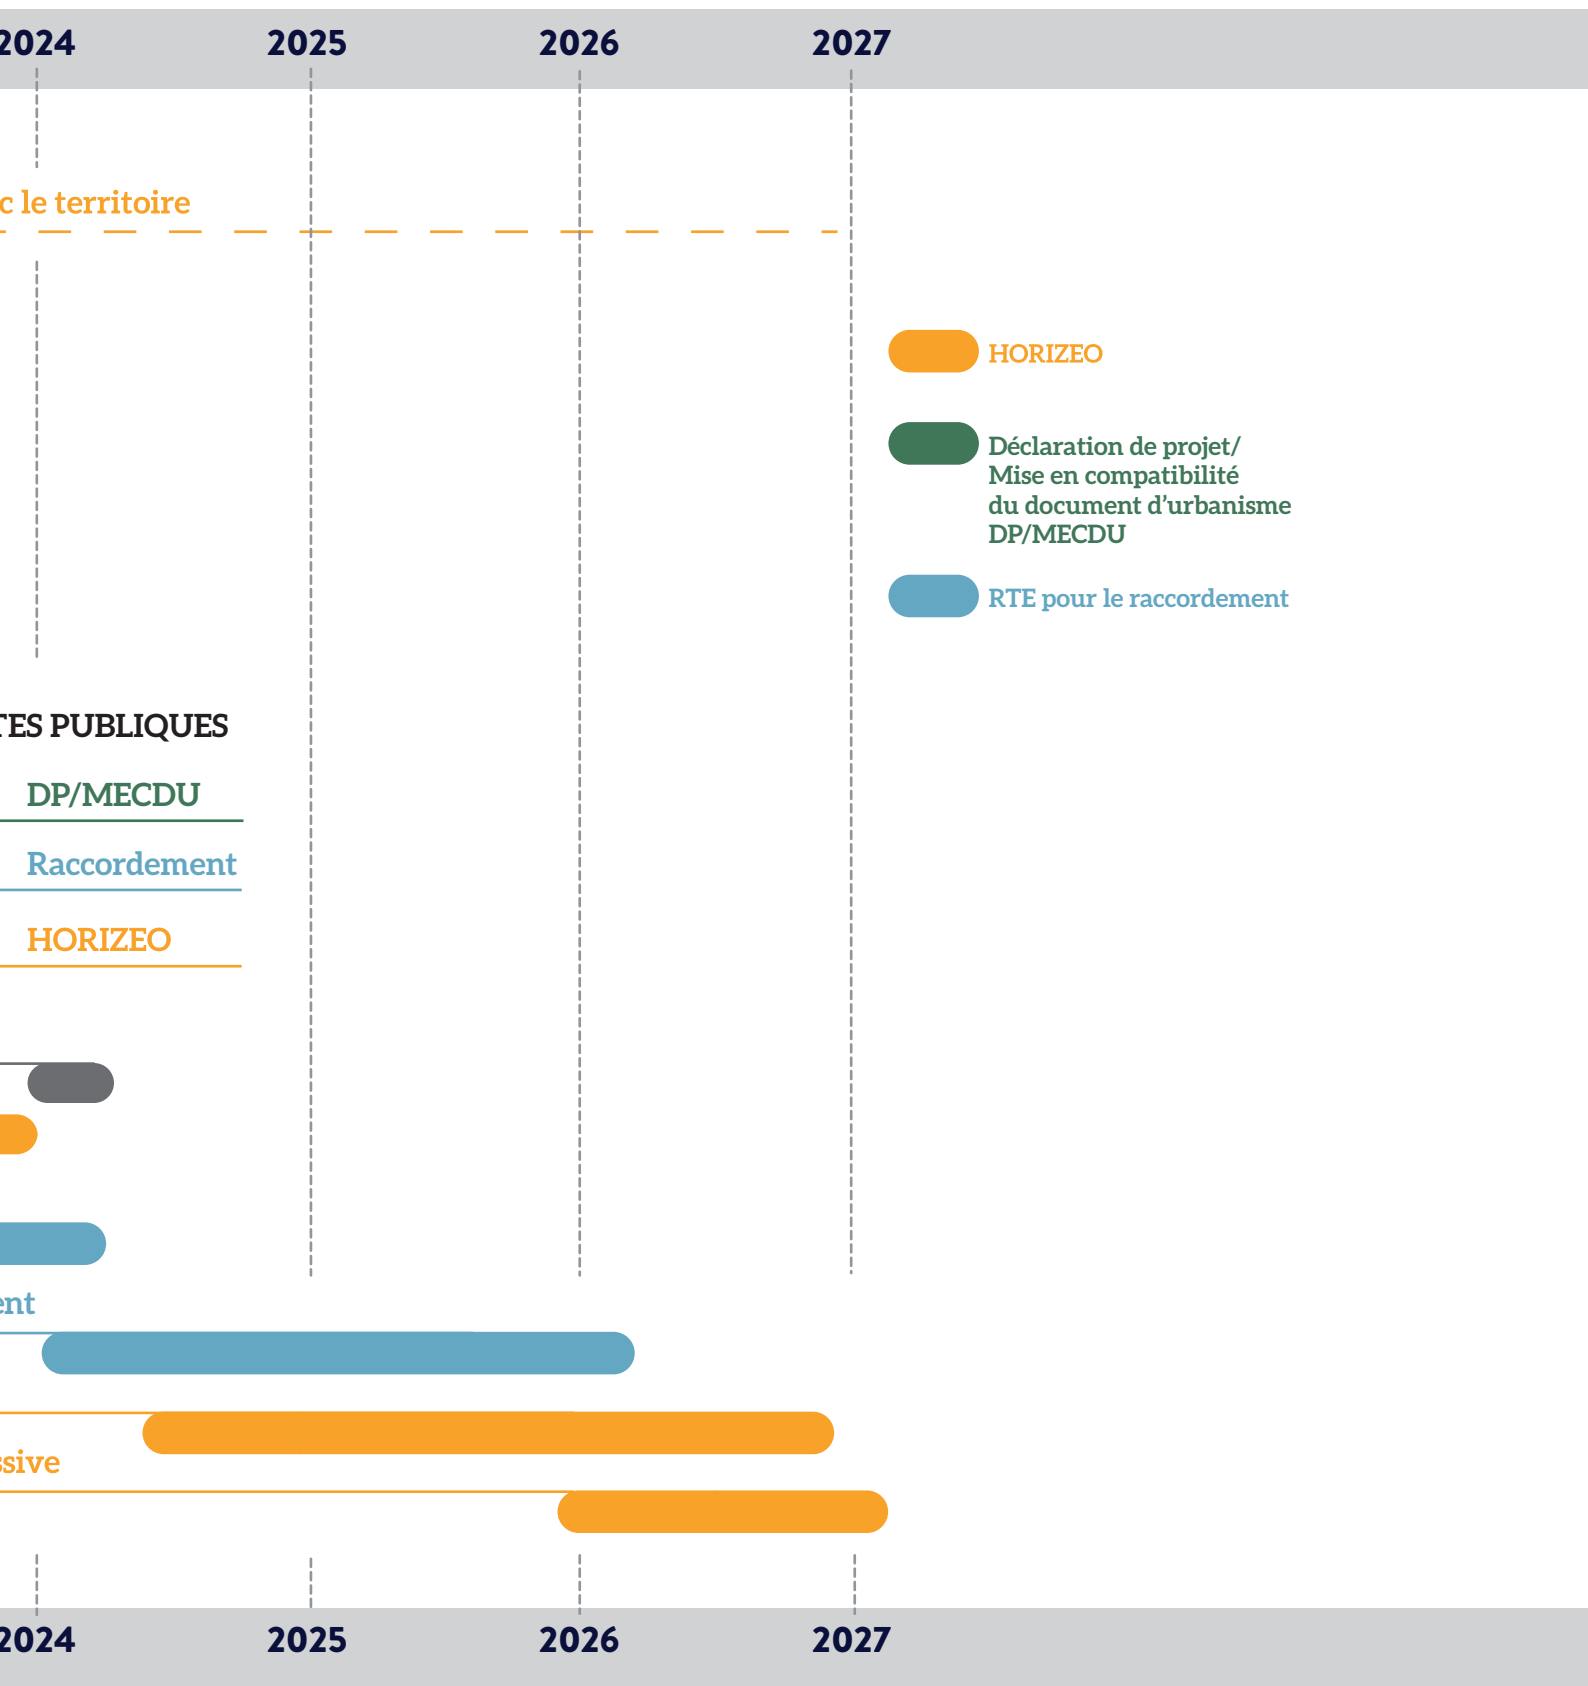 2024 2025 2026 2027
c le territoire
HORIZEO
Déclaration de projet/
Mise en compatibilité
du document d’urbanisme
DP/MECDU
RTE pour le raccordement
TES PUBLIQUES
DP/MECDU
Raccordement
HORIZEO
ent
ssive
2024 2025 2026 2027